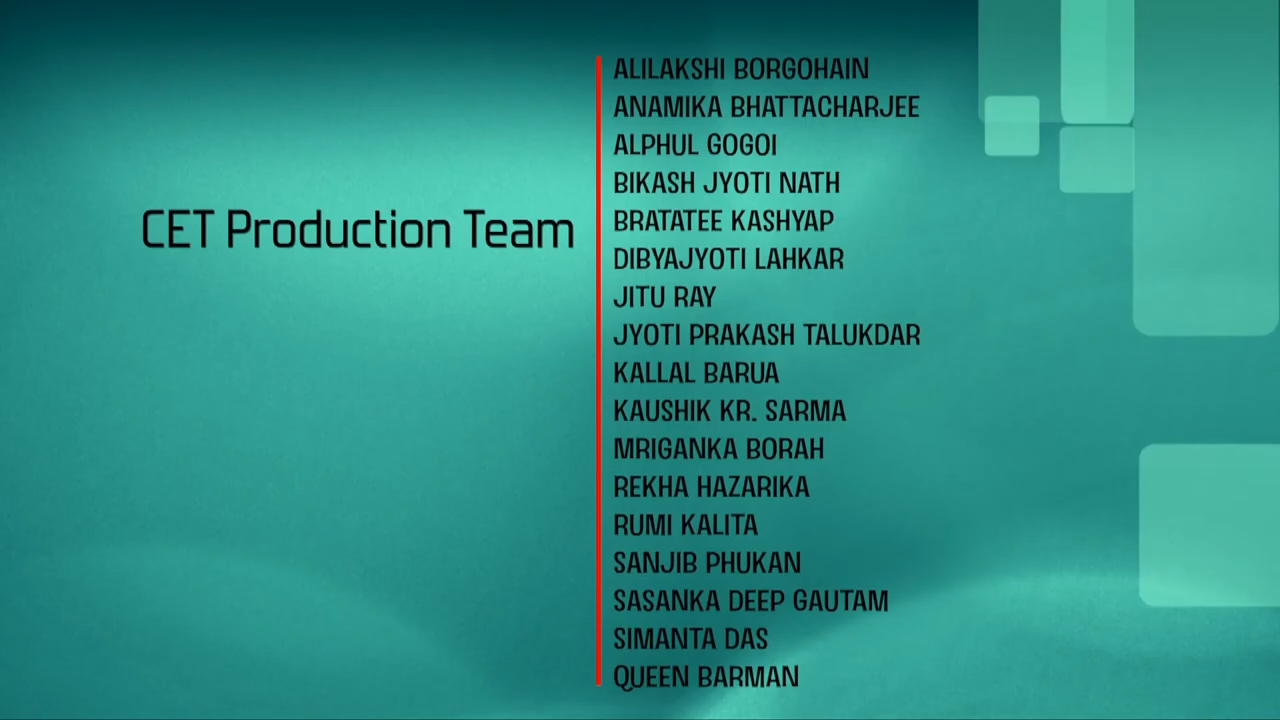 CET Production Team
ALILAKSHI BORGOHAIN
ANAMIKA BHATTACHARJEE
ALPHUL GOGOI
BIKASH JYOTI NATH
BRATATEE KASHYAP
DIBYAJYOTI LAHKAR
JITU RAY
JYOTI PRAKASH TALUKDAR
KALLAL BARUA
KAUSHIK KR. SARMA
MRIGANKA BORAH
REKHA HAZARIKA
RUMI KALITA
SANJIB PHUKAN
SASANKA DEEP GAUTAM
SIMANTA DAS
QUEEN BARMAN